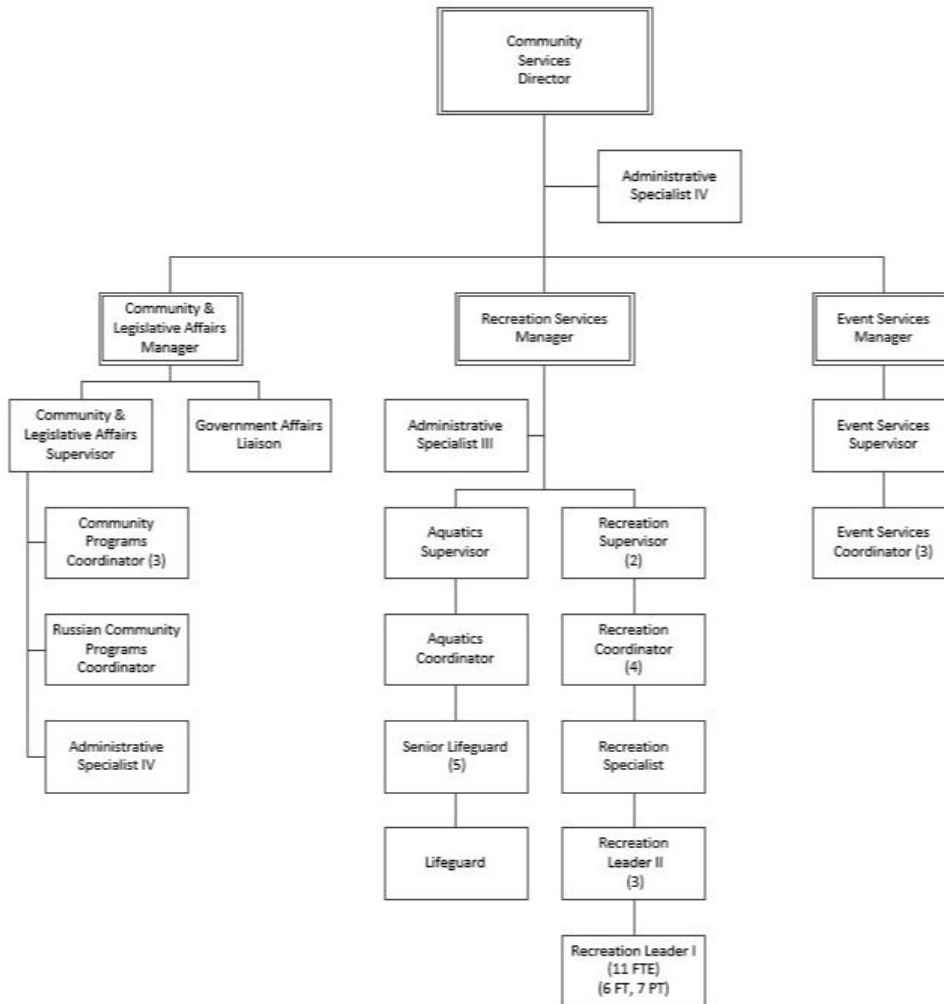 Community
Services
Director
Administrative
Specialist IV
Community &
Legislative Affairs
Manager
Recreation Services
Manager
Event Services
Manager
Community &
Legislative Affairs
Supervisor
Government Affairs
Liaison
Administrative
Specialist III
Event Services
Supervisor
Community
Programs
Coordinator (3)
Aquatics
Supervisor
Recreation
Supervisor
(2)
Event Services
Coordinator (3)
Russian Community
Programs
Coordinator
Aquatics
Coordinator
Recreation
Coordinator
(4)
Administrative
Specialist IV
Senior Lifeguard
(5)
Recreation
Specialist
Lifeguard
Recreation
Leader II
(3)
Recreation Leader I
(11 FTE)
(6 FT, 7 PT)